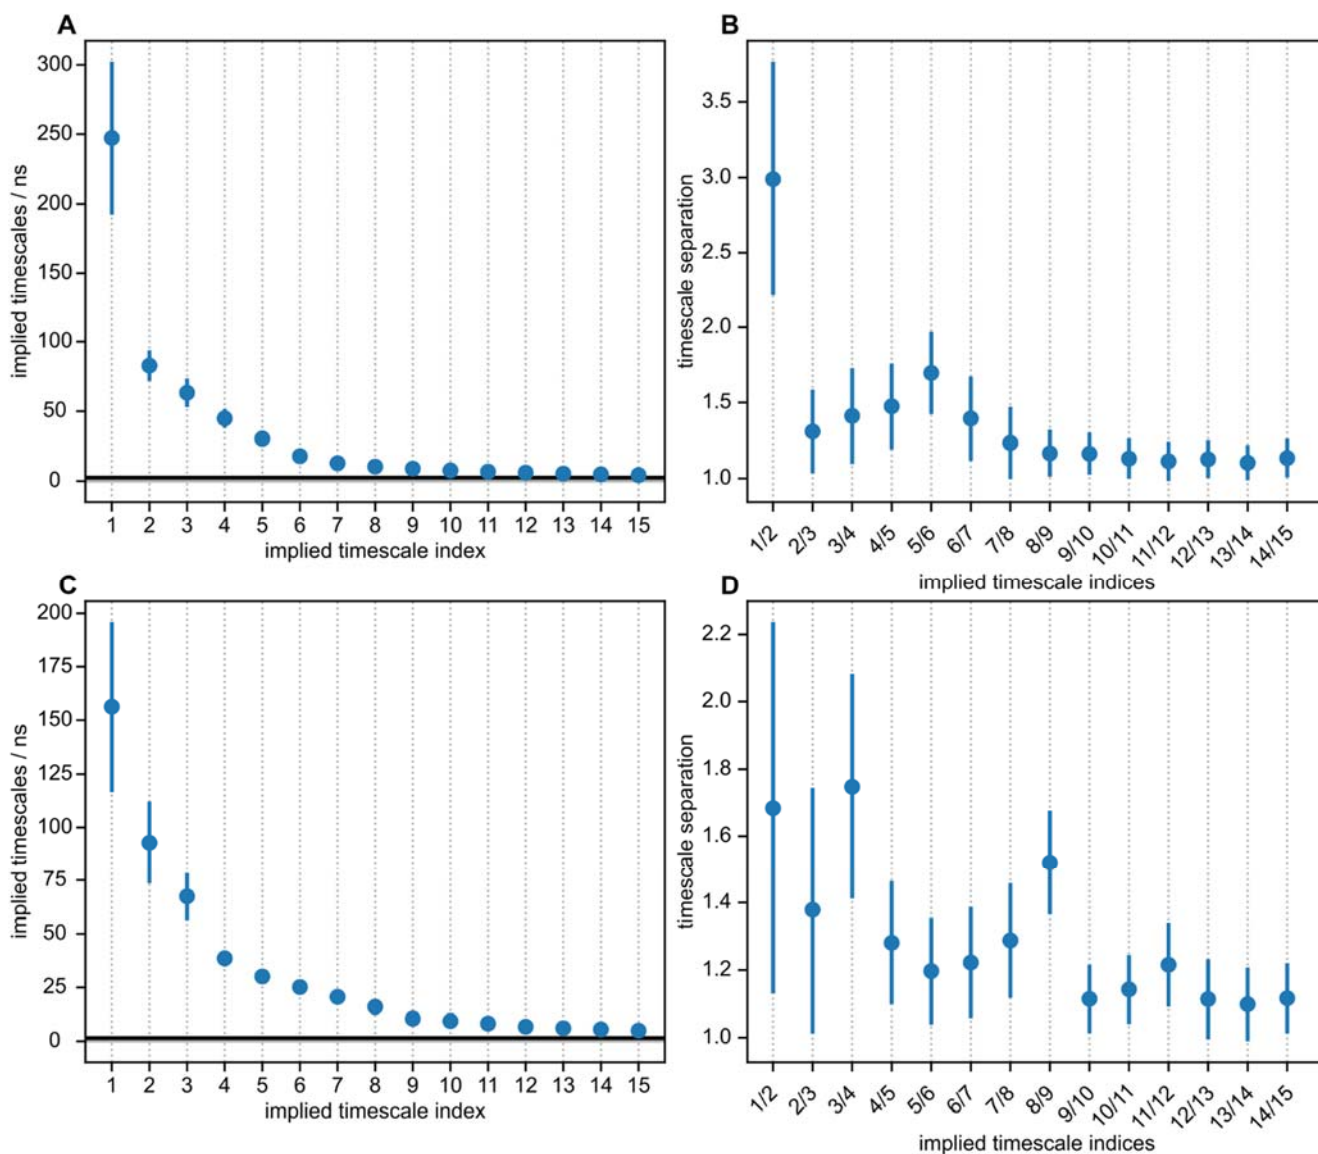 A
implied timescales / ns
300
250
200
150
100
50
0
1 2 3 4 5 6 7 8 9 10 11 12 13 14 15
implied timescale index
B
timescale separation
3.5
3.0
2.5
2.0
1.5
1.0
1/2 2/3 3/4 4/5 5/6 6/7 7/8 8/9 9/10 10/11 11/12 12/13 13/14 14/15
implied timescale indices
C
implied timescales / ns
200
175
150
125
100
75
50
25
0
1 2 3 4 5 6 7 8 9 10 11 12 13 14 15
implied timescale index
D
timescale separation
2.2
2.0
1.8
1.6
1.4
1.2
1.0
1/2 2/3 3/4 4/5 5/6 6/7 7/8 8/9 9/10 10/11 11/12 12/13 13/14 14/15
implied timescale indices